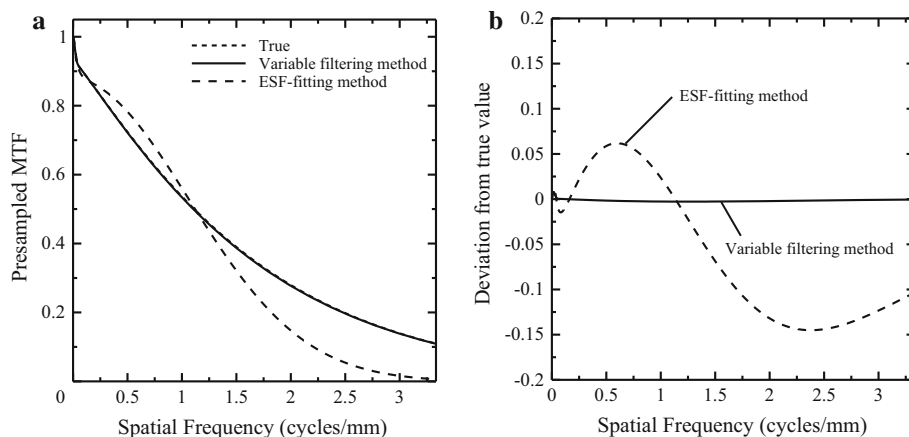 a
Presampled MTF
1
0.8
0.6
0.4
0.2
0
0.5
1
1.5
2
2.5
3
Spatial Frequency (cycles/mm)
True
Variable filtering method
ESF-fitting method
b
Deviation from true value
0.2
0.15
0.1
0.05
0
-0.05
-0.1
-0.15
-0.2
0
0.5
1
1.5
2
2.5
3
Spatial Frequency (cycles/mm)
ESF-fitting method
Variable filtering method